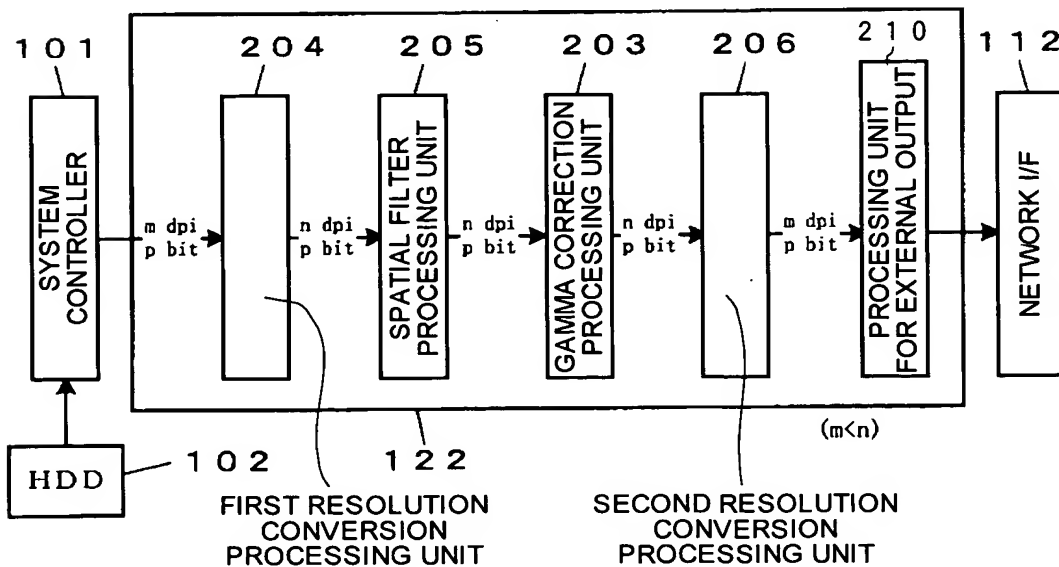 101
204
205
203
206
210
112
SYSTEM
CONTROLLER
m dpi
p bit
n dpi
p bit
SPATIAL FILTER
PROCESSING UNIT
n dpi
p bit
GAMMA CORRECTION
PROCESSING UNIT
n dpi
p bit
m dpi
p bit
PROCESSING UNIT
FOR EXTERNAL OUTPUT
NETWORK I/F
(m<n)
HDD
102
122
FIRST RESOLUTION
CONVERSION
PROCESSING UNIT
SECOND RESOLUTION
CONVERSION
PROCESSING UNIT